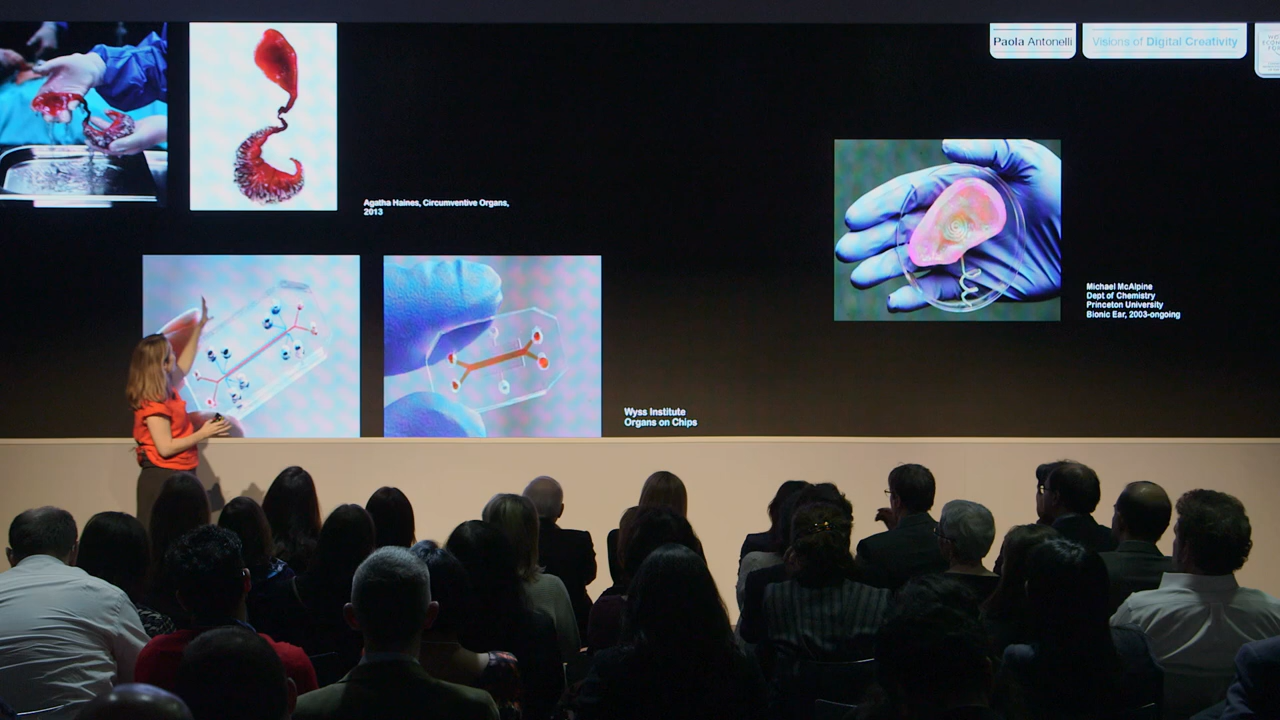 Paola Antonelli
Visions of Digital Creativity
Agatha Haines, Circumventive Organs,
2013
Michael McAlpine
Dept of Chemistry
Princeton University
Bionic Ear, 2003-ongoing
Wyss Institute
Organs on Chips